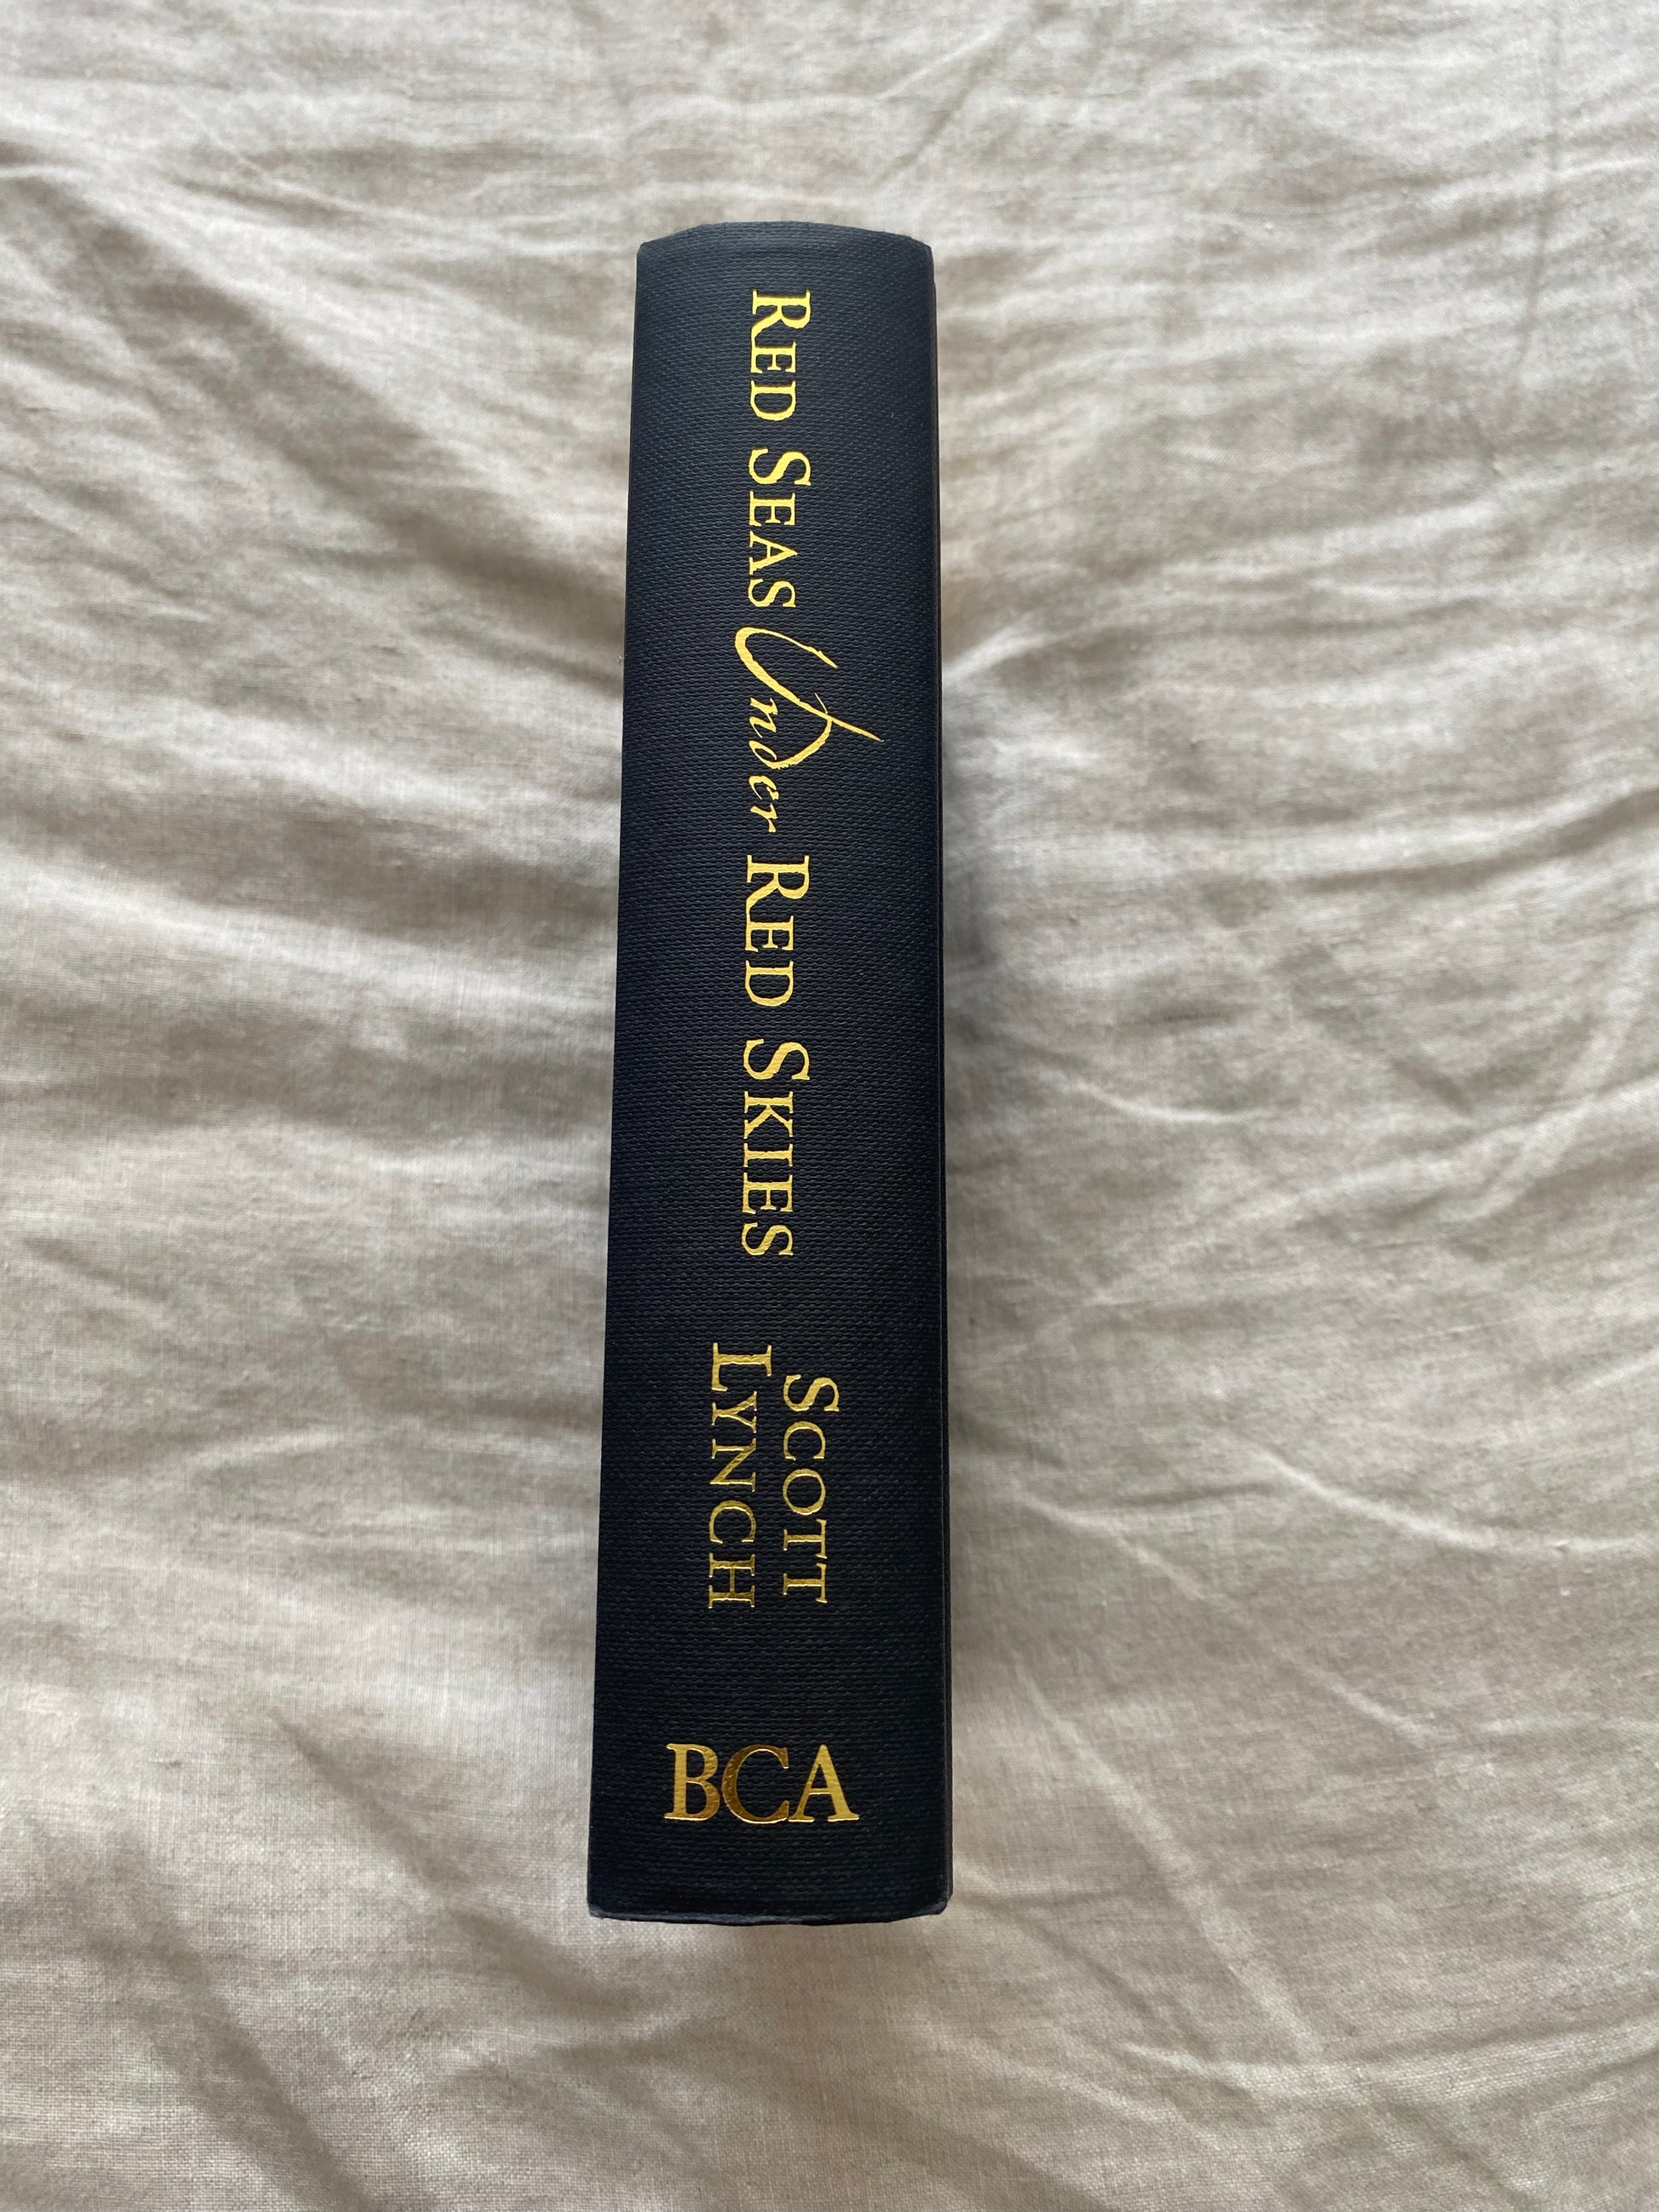 RED SEAS Under RED SKIES
SCOTT
LYNCH
BCA